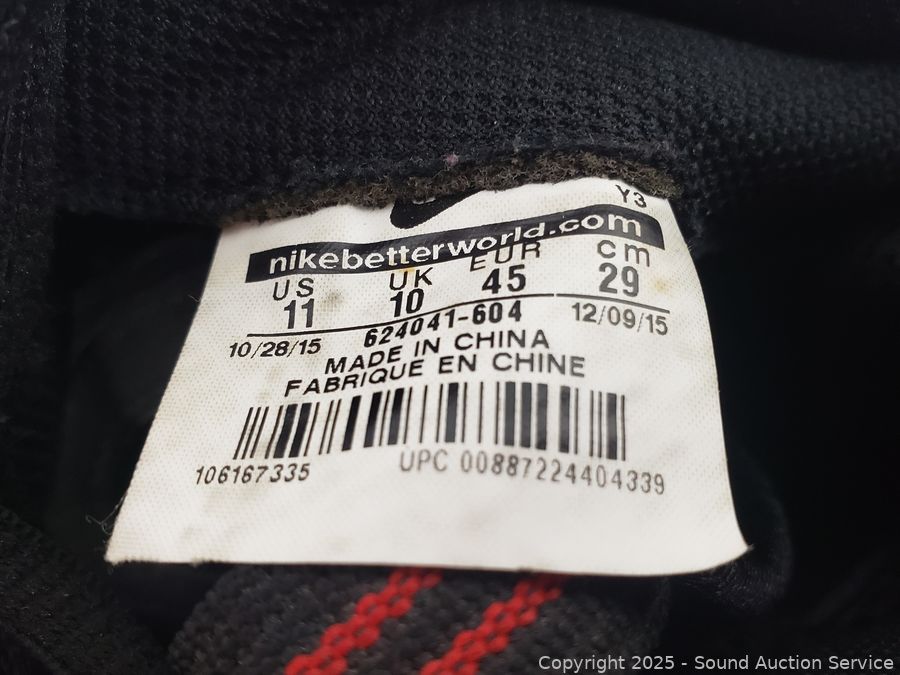 Y3
nikebetterworld.com
US UK EUR cm
11 10 45 29
10/28/15 624041-604 12/09/15
MADE IN CHINA
FABRIQUE EN CHINE
106167335 UPC 00887224404339
Copyright 2025 - Sound Auction Service